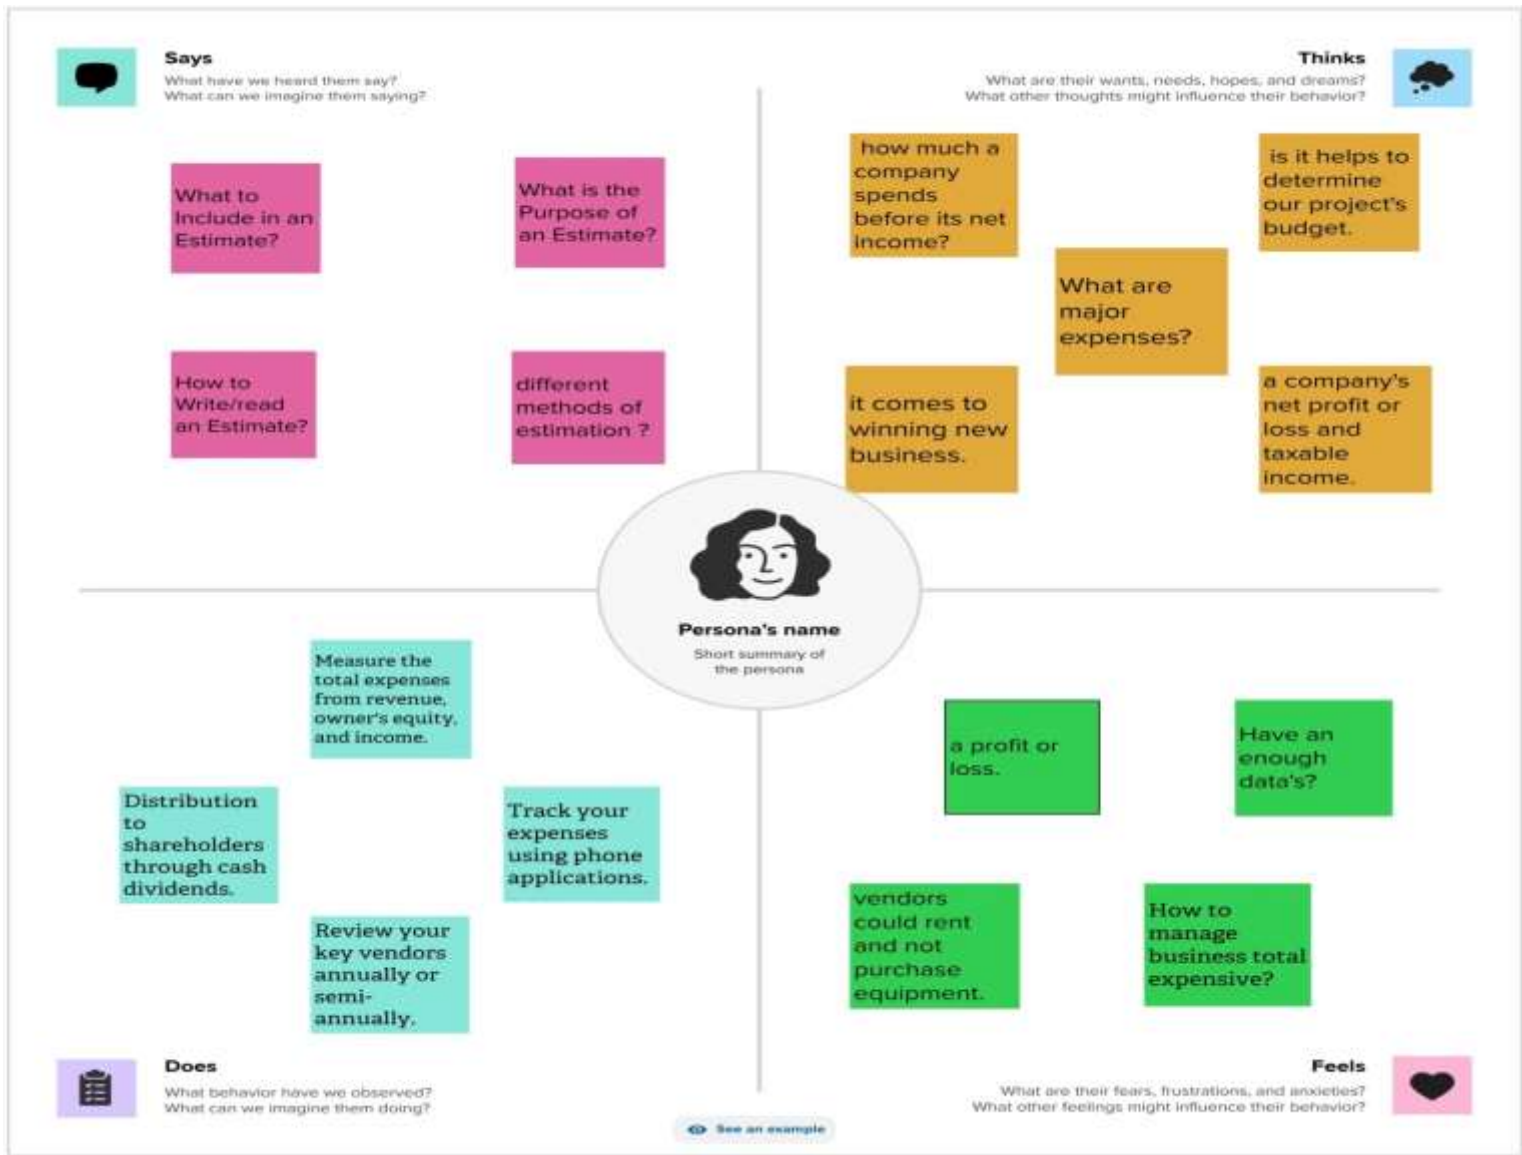 Says
What have we heard them say?
What can we imagine them saying?
What to
Include in an
Estimate?
What is the
Purpose of
an Estimate?
How to
Write/read
an Estimate?
different
methods of
estimation ?
Thinks
What are their wants, needs, hopes, and dreams?
What other thoughts might influence their behavior?
how much a
company
spends
before its net
income?
is it helps to
determine
our project's
budget.
What are
major
expenses?
it comes to
winning new
business.
a company's
net profit or
loss and
taxable
income.
Persona's name
Short summary of
the persona
Measure the
total expenses
from revenue,
owner's equity,
and income.
Distribution
to
shareholders
through cash
dividends.
Track your
expenses
using phone
applications.
Review your
key vendors
annually or
semi-
annually.
Does
What behavior have we observed?
What can we imagine them doing?
a profit or
loss.
Have an
enough
data's?
vendors
could rent
and not
purchase
equipment.
How to
manage
business total
expensive?
Feels
What are their fears, frustrations, and anxieties?
What other feelings might influence their behavior?
See an example